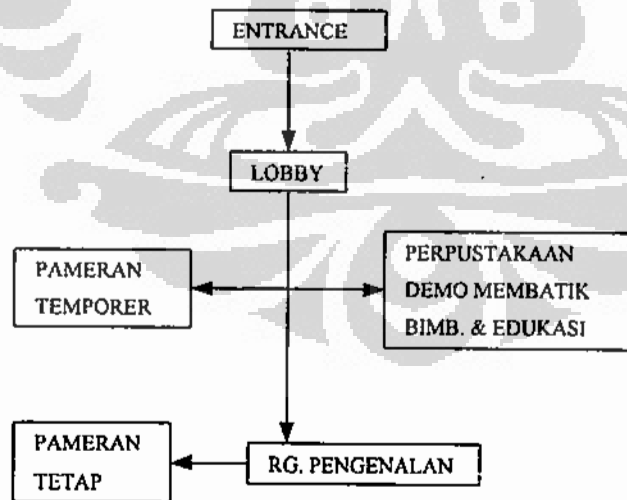 ENTRANCE
LOBBY
PAMERAN
TEMPORER
PERPUSTAKAAN
DEMO MEMBATIK
BIMB. & EDUKASI
PAMERAN
TETAP
RG. PENGENALAN